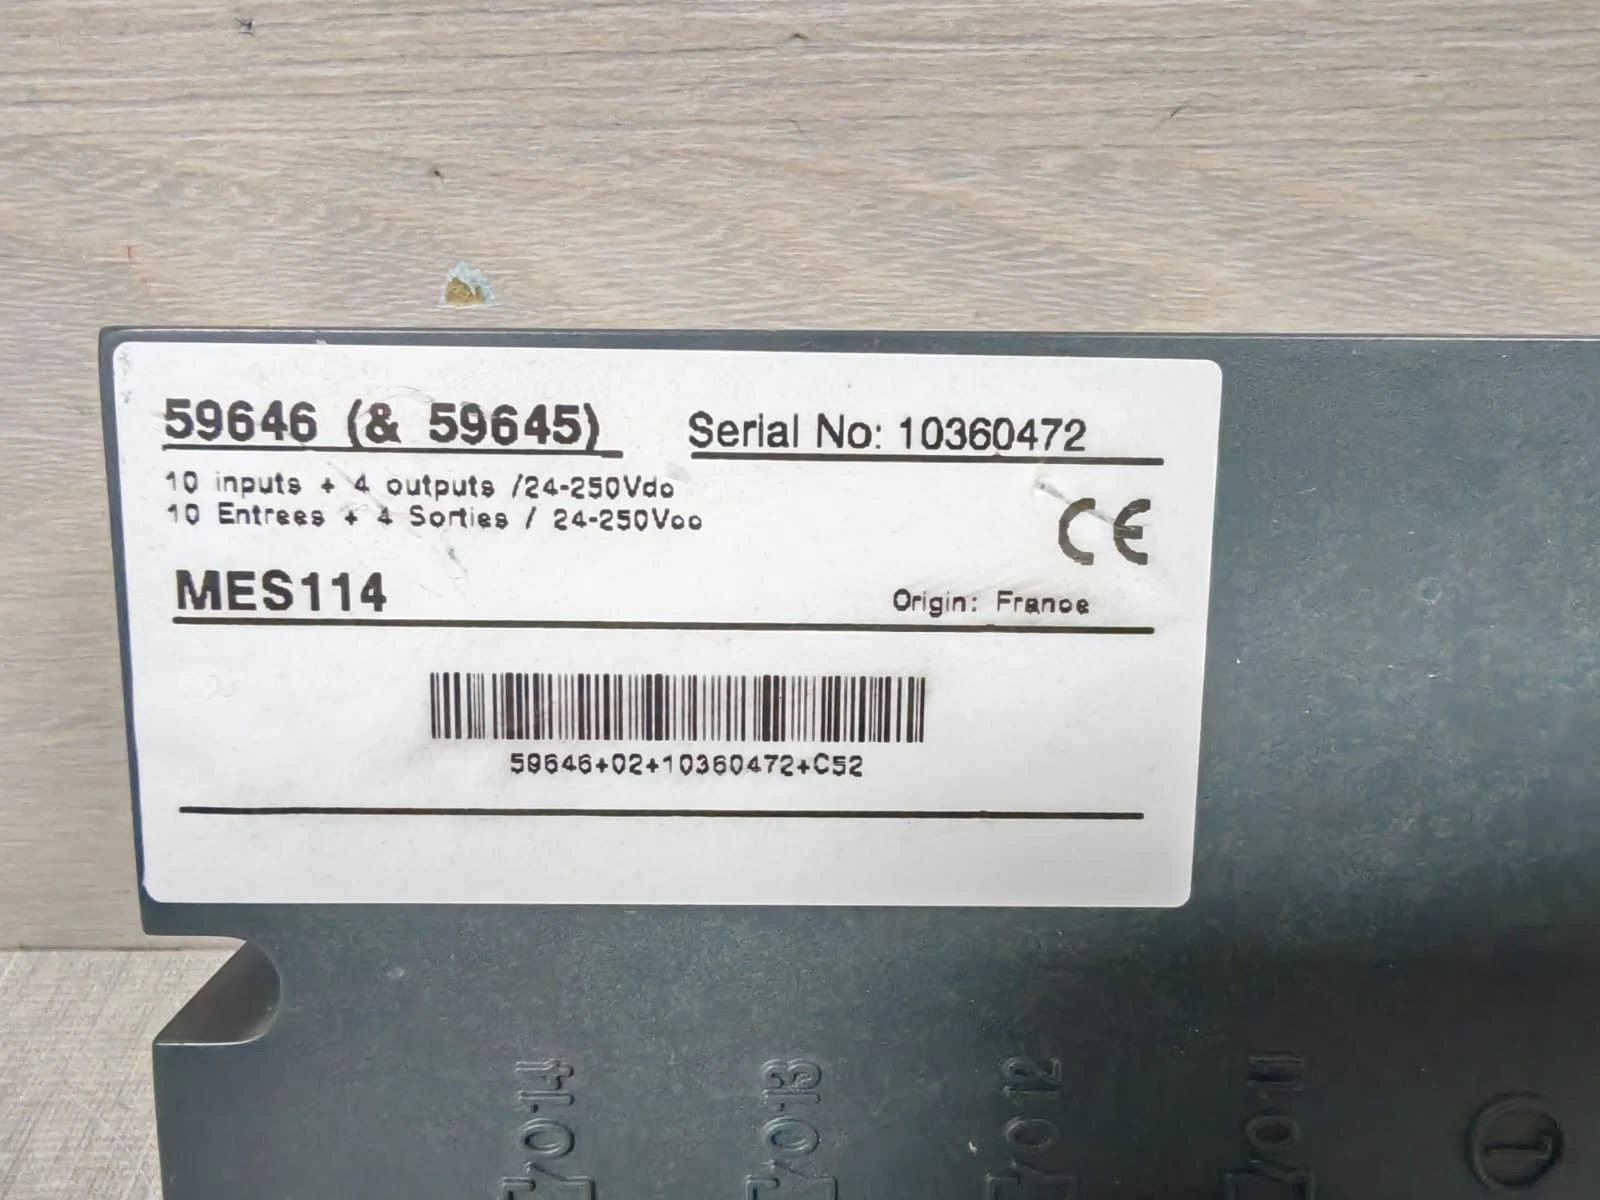 59646 (& 59645)
Serial No: 10360472
10 inputs + 4 outputs /24-250Vdc
10 Entrees + 4 Sorties / 24-250Vcc
CE
MES114
Origin: France
59646+02+10360472+C52
O14
O13
O12
O11
L